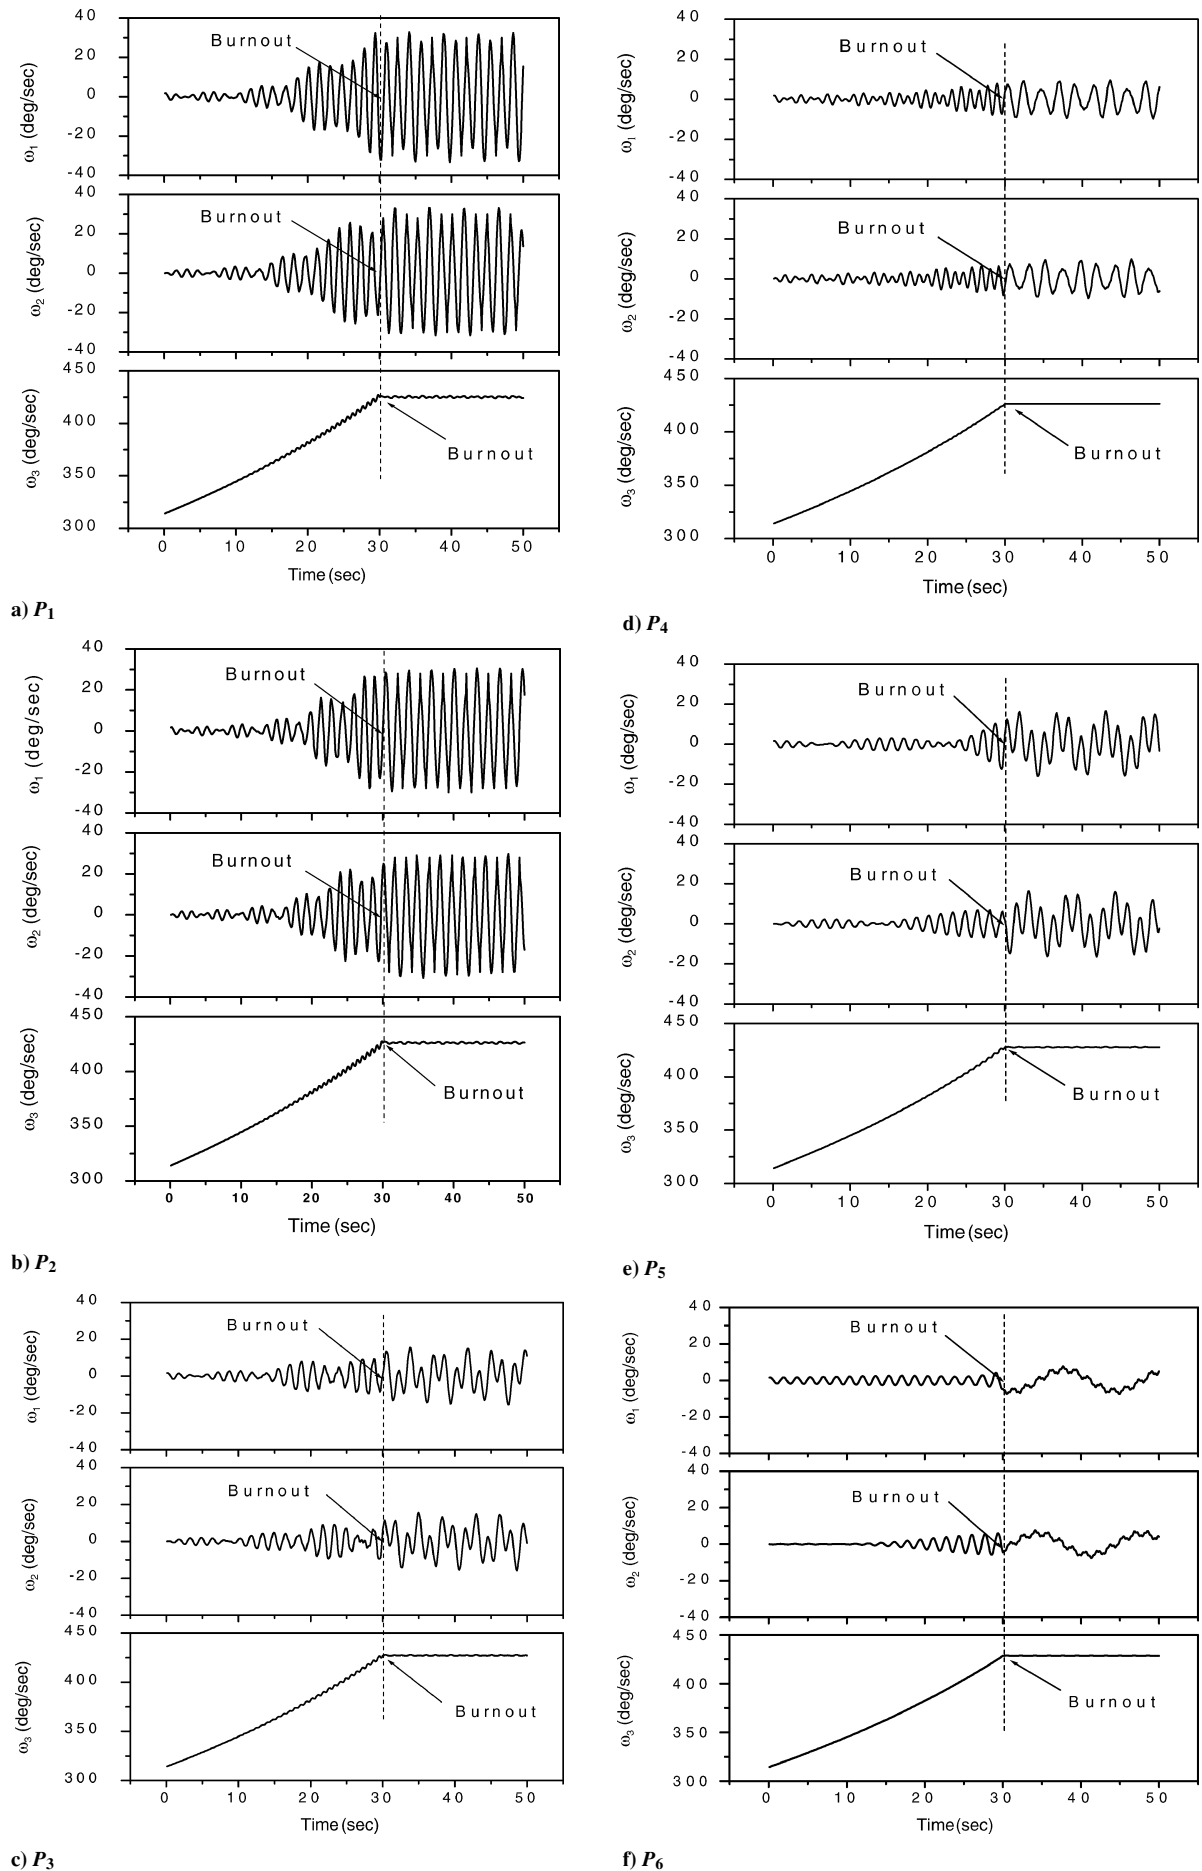 40
20
0
-20
-40
ω1 (deg/sec)
Burnout
40
20
0
-20
-40
ω2 (deg/sec)
Burnout
450
400
350
300
ω3 (deg/sec)
Burnout
0 10 20 30 40 50
Time (sec)
a) P1
40
20
0
-20
-40
ω1 (deg/sec)
Burnout
40
20
0
-20
-40
ω2 (deg/sec)
Burnout
450
400
350
300
ω3 (deg/sec)
Burnout
0 10 20 30 40 50
Time (sec)
b) P2
40
20
0
-20
-40
ω1 (deg/sec)
Burnout
40
20
0
-20
-40
ω2 (deg/sec)
Burnout
450
400
350
300
ω3 (deg/sec)
Burnout
0 10 20 30 40 50
Time (sec)
c) P3
40
20
0
-20
-40
ω1 (deg/sec)
Burnout
40
20
0
-20
-40
ω2 (deg/sec)
Burnout
450
400
350
300
ω3 (deg/sec)
Burnout
0 10 20 30 40 50
Time (sec)
d) P4
40
20
0
-20
-40
ω1 (deg/sec)
Burnout
40
20
0
-20
-40
ω2 (deg/sec)
Burnout
450
400
350
300
ω3 (deg/sec)
Burnout
0 10 20 30 40 50
Time (sec)
e) P5
40
20
0
-20
-40
ω1 (deg/sec)
Burnout
40
20
0
-20
-40
ω2 (deg/sec)
Burnout
450
400
350
300
ω3 (deg/sec)
Burnout
0 10 20 30 40 50
Time (sec)
f) P6